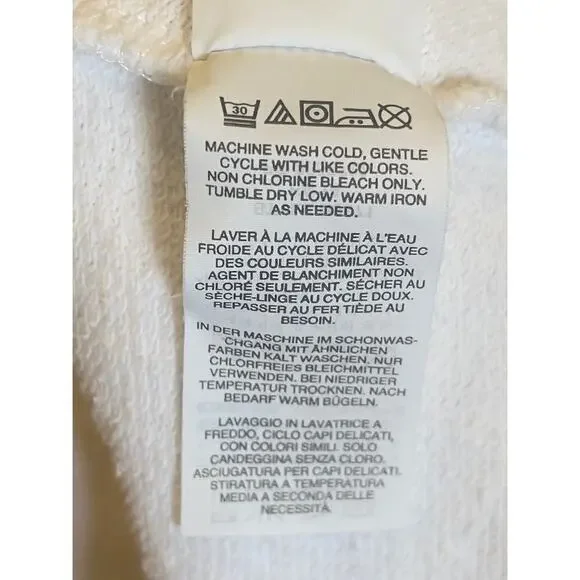 30
MACHINE WASH COLD, GENTLE
CYCLE WITH LIKE COLORS.
NON CHLORINE BLEACH ONLY.
TUMBLE DRY LOW. WARM IRON
AS NEEDED.
LAVER À LA MACHINE À L'EAU
FROIDE AU CYCLE DÉLICAT AVEC
DES COULEURS SIMILAIRES.
AGENT DE BLANCHIMENT NON
CHLORÉ SEULEMENT. SÉCHER AU
SÈCHE-LINGE AU CYCLE DOUX.
REPASSER AU FER TIÈDE AU
BESOIN.
IN DER MASCHINE IM SCHONWAS-
CHGANG MIT ÄHNLICHEN
FARBEN KALT WASCHEN. NUR
CHLORFREIES BLEICHMITTEL
VERWENDEN. BEI NIEDRIGER
TEMPERATUR TROCKNEN. NACH
BEDARF WARM BÜGELN.
LAVAGGIO IN LAVATRICE A
FREDDO, CICLO CAPI DELICATI,
CON COLORI SIMILI. SOLO
CANDEGGINA SENZA CLORO.
ASCIUGATURA PER CAPI DELICATI.
STIRATURA A TEMPERATURA
MEDIA A SECONDA DELLE
NECESSITÀ.